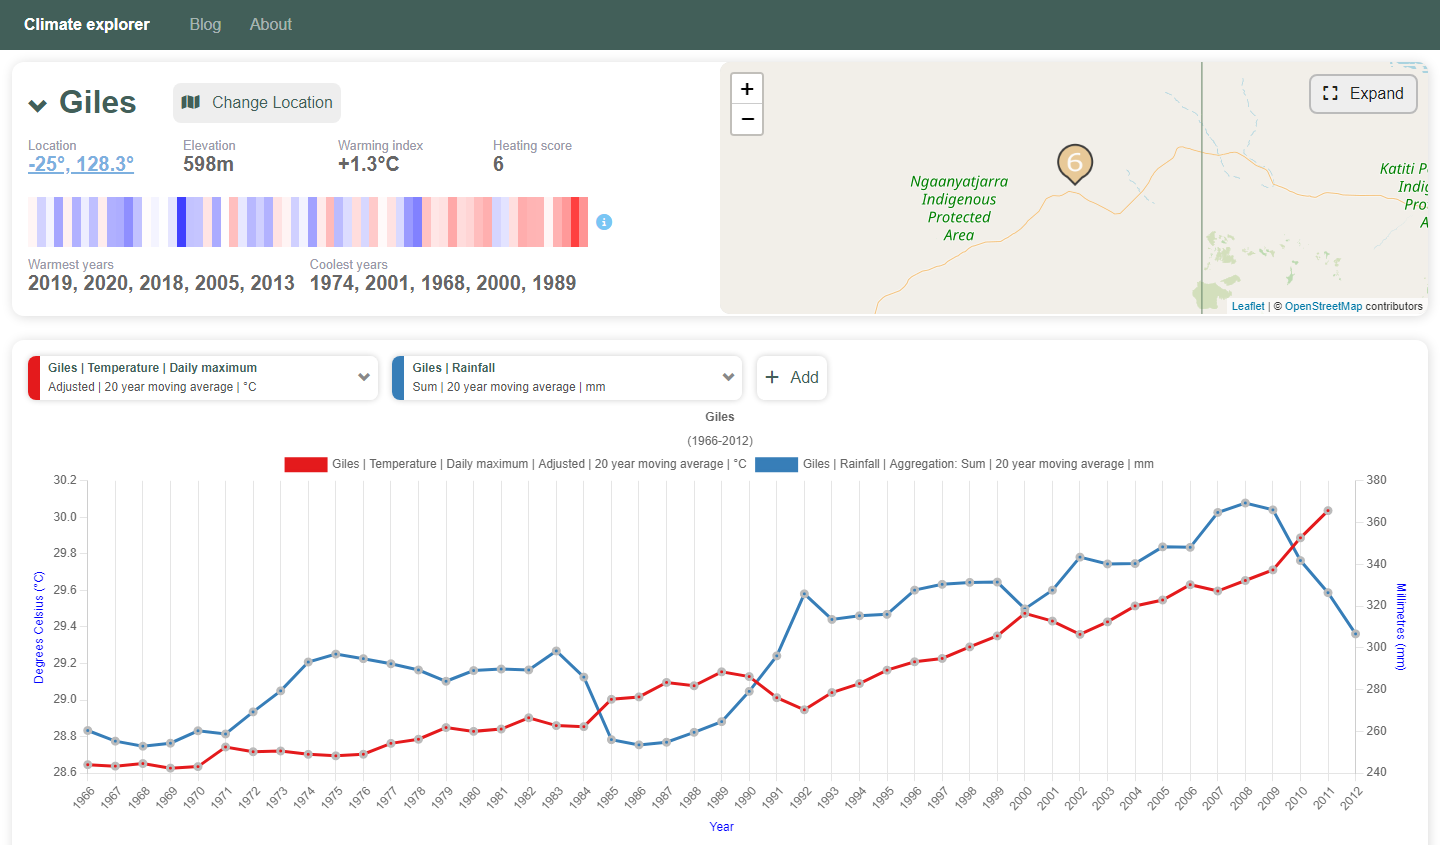 Climate explorer Blog About
Giles
Change Location
Location Elevation Warming index Heating score
-25°, 128.3° 598m +1.3°C 6
i
Warmest years Coolest years
2019, 2020, 2018, 2005, 2013 1974, 2001, 1968, 2000, 1989
+
−
Expand
6
Ngaanyatjarra
Indigenous
Protected
Area
Katiti P
Indig
Pro
A
Leaflet | © OpenStreetMap contributors
Giles | Temperature | Daily maximum
Adjusted | 20 year moving average | °C
Giles | Rainfall
Sum | 20 year moving average | mm
+ Add
Giles
(1966-2012)
Giles | Temperature | Daily maximum | Adjusted | 20 year moving average | °C
Giles | Rainfall | Aggregation: Sum | 20 year moving average | mm
Degrees Celsius (°C)
30.2
30.0
29.8
29.6
29.4
29.2
29.0
28.8
28.6
380
360
340
320
300
280
260
240
Millimetres (mm)
1966 1967 1968 1969 1970 1971 1972 1973 1974 1975 1976 1977 1978 1979 1980 1981 1982 1983 1984 1985 1986 1987 1988 1989 1990 1991 1992 1993 1994 1995 1996 1997 1998 1999 2000 2001 2002 2003 2004 2005 2006 2007 2008 2009 2010 2011 2012
Year